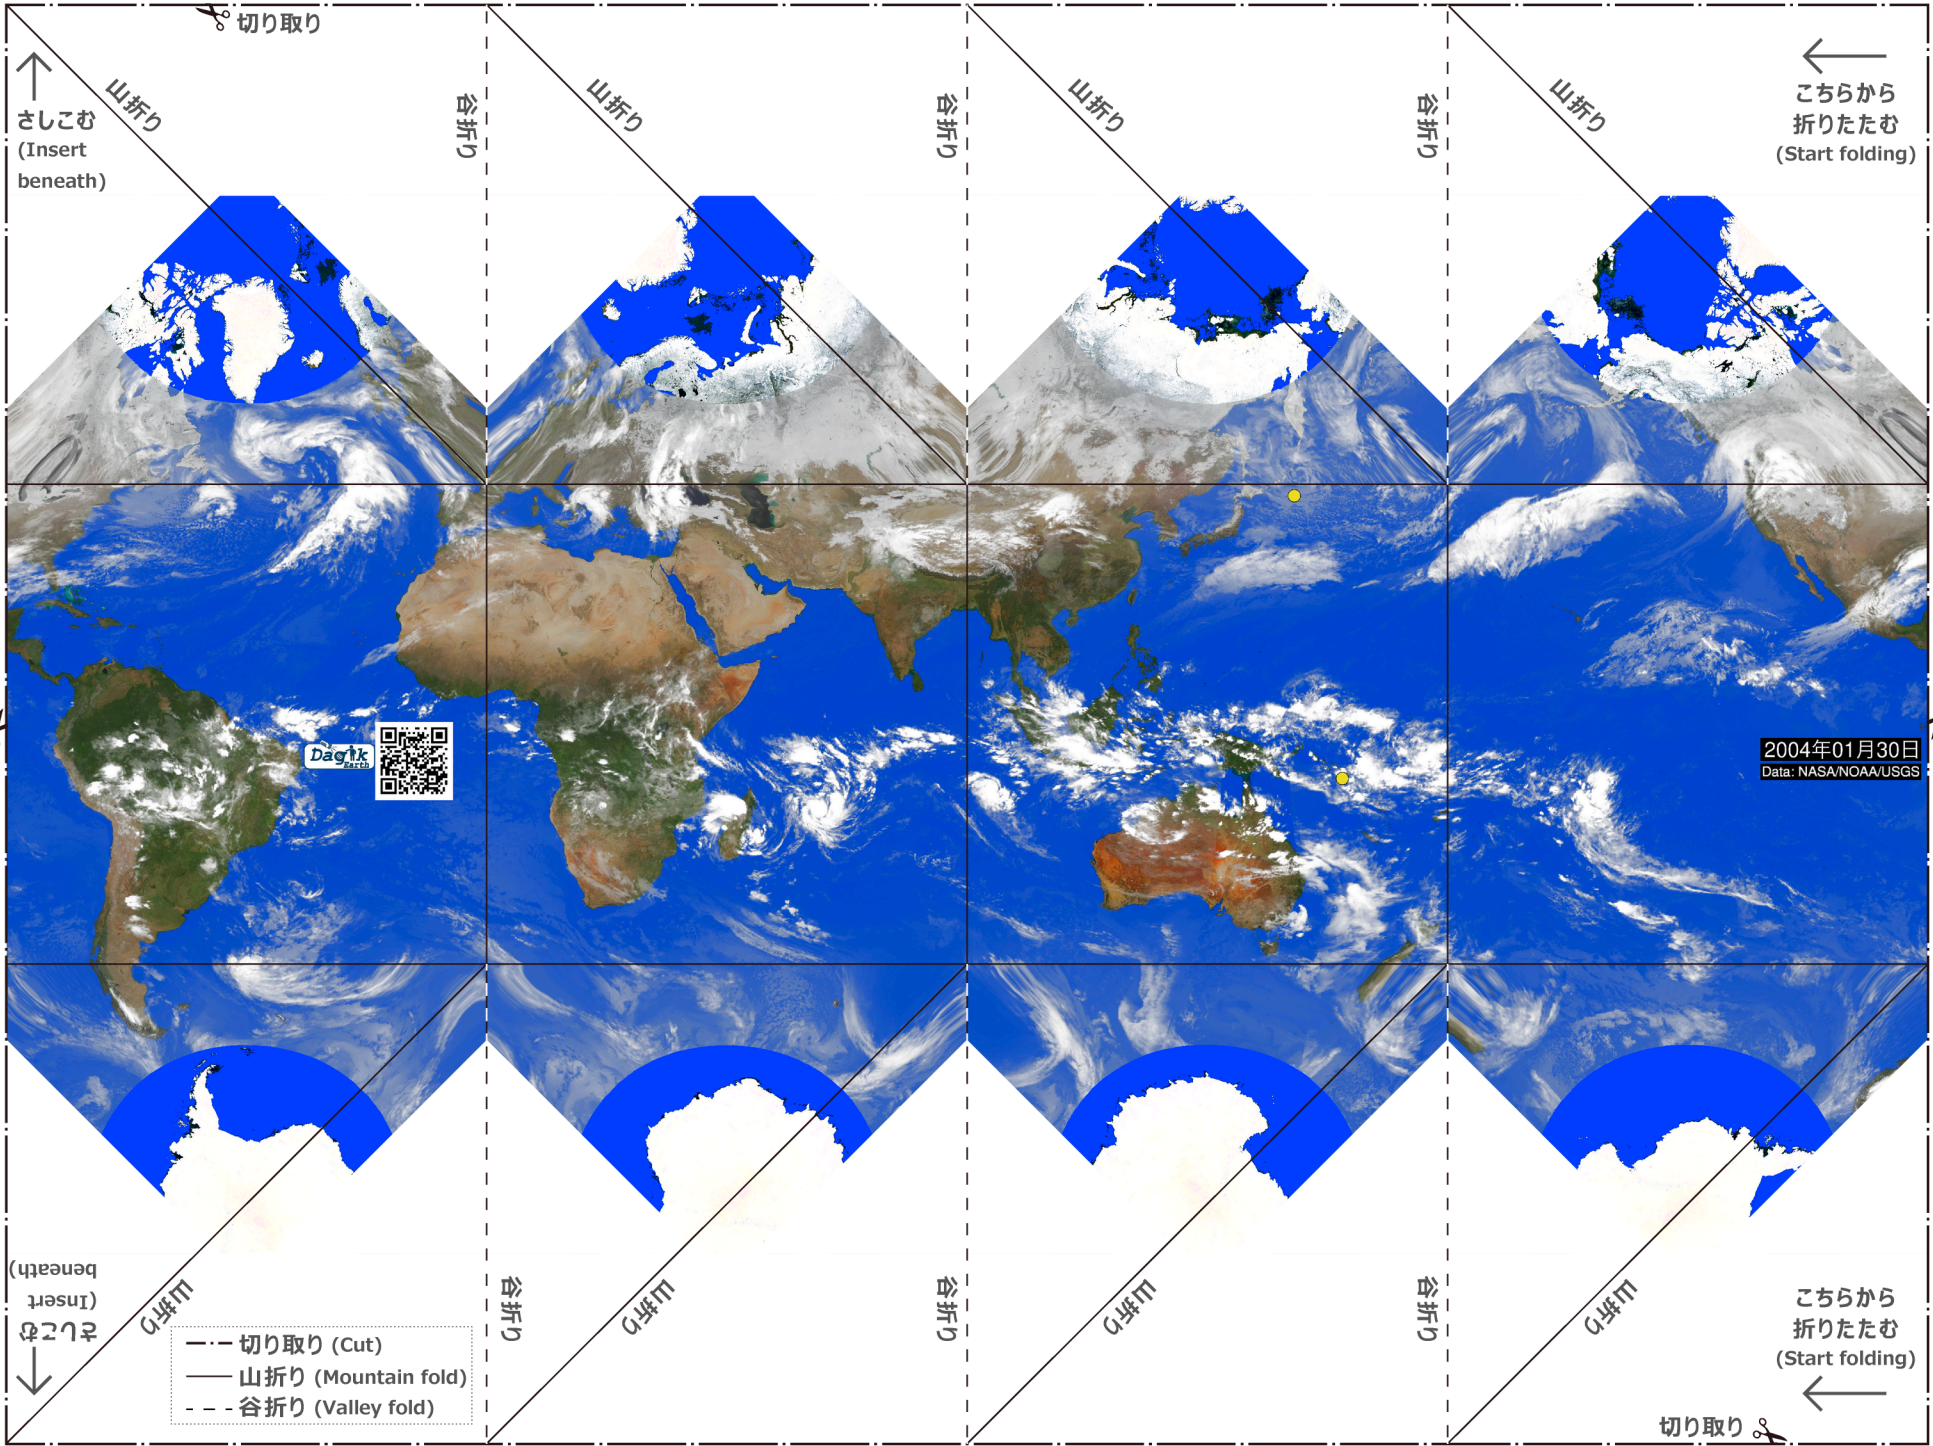 切り取り
山折り
谷折り
山折り
谷折り
山折り
谷折り
山折り
こちらから
折りたたむ
(Start folding)
さしこむ
(Insert
beneath)
Dagik
Earth
2004年01月30日
Data: NASA/NOAA/USGS
さしこむ
(Insert
beneath)
山折り
谷折り
山折り
谷折り
山折り
谷折り
山折り
こちらから
折りたたむ
(Start folding)
切り取り (Cut)
山折り (Mountain fold)
谷折り (Valley fold)
切り取り